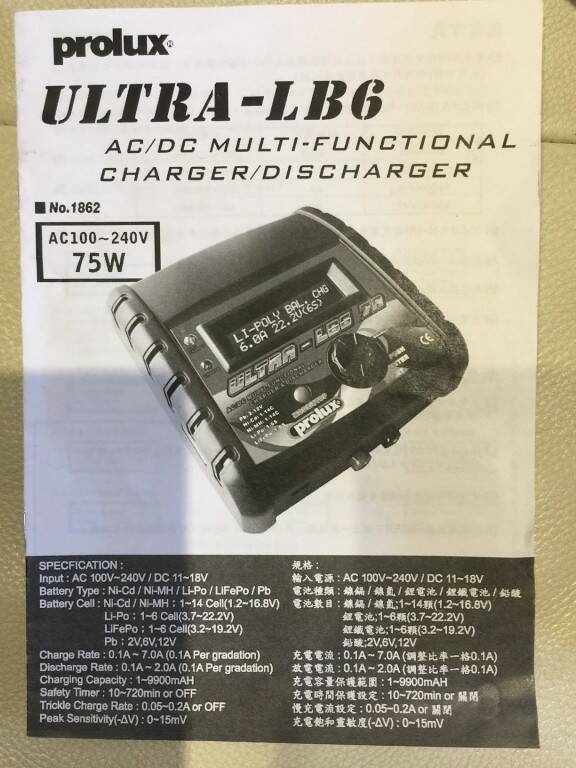 prolux®
ULTRA-LB6
AC/DC MULTI-FUNCTIONAL
CHARGER/DISCHARGER
■ No.1862
AC100~240V
75W
LI-POLY BAL. CHG
6.0A 22.2V(6S)
ULTRA - LB6
prolux
CE
SPECFICATION :
Input : AC 100V~240V / DC 11~18V
Battery Type : Ni-Cd / Ni-MH / Li-Po / LiFePo / Pb
Battery Cell : Ni-Cd / Ni-MH : 1~14 Cell(1.2~16.8V)
Li-Po : 1~6 Cell(3.7~22.2V)
LiFePo : 1~6 Cell(3.2~19.2V)
Pb : 2V,6V,12V
Charge Rate : 0.1A~7.0A (0.1A Per gradation)
Discharge Rate : 0.1A~2.0A (0.1A Per gradation)
Charging Capacity : 1~9900mAH
Safety Timer : 10~720min or OFF
Trickle Charge Rate : 0.05~0.2A or OFF
Peak Sensitivity(-ΔV) : 0~15mV
規格 :
輸入電源 : AC 100V~240V / DC 11~18V
電池種類 : 鎳鎘 / 鎳氫 / 鋰電池 / 鋰鐵電池 / 鉛酸
電池數目 : 鎳鎘 / 鎳氫;1~14顆(1.2~16.8V)
鋰電池;1~6顆(3.7~22.2V)
鋰鐵電池;1~6顆(3.2~19.2V)
鉛酸;2V,6V,12V
充電電流 : 0.1A~7.0A (調整比率一格0.1A)
放電電流 : 0.1A~2.0A (調整比率一格0.1A)
充電容量保護範圍 : 1~9900mAH
充電時間保護設定 : 10~720min or 關閉
慢充電流設定 : 0.05~0.2A or 關閉
充電飽和靈敏度(-ΔV) : 0~15mV